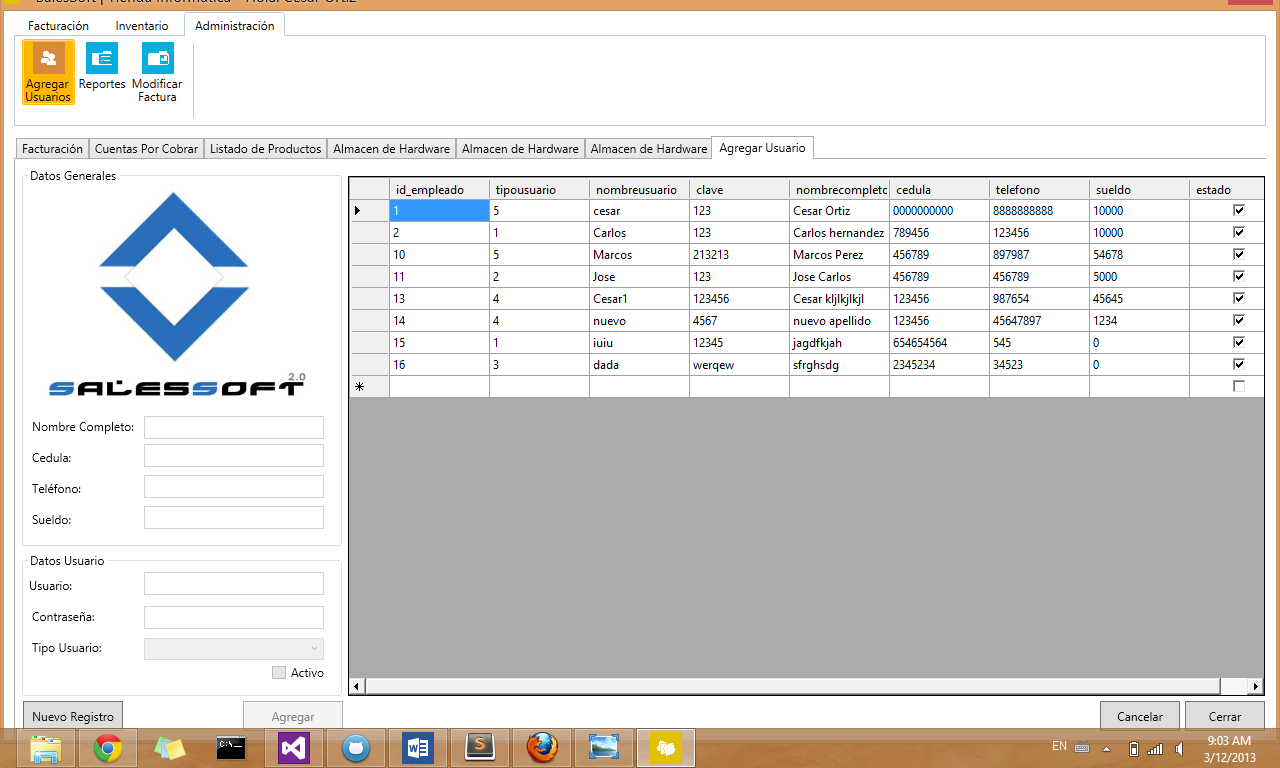 SalesSoft | Tienda Informatica - Hola: Cesar Ortiz
Facturación Inventario Administración
Agregar Usuarios Reportes Modificar Factura
Facturación Cuentas Por Cobrar Listado de Productos Almacen de Hardware Almacen de Hardware Almacen de Hardware Agregar Usuario
Datos Generales
SALESSOFT 2.0
Nombre Completo:
Cedula:
Teléfono:
Sueldo:
Datos Usuario
Usuario:
Contraseña:
Tipo Usuario:
Activo
Nuevo Registro Agregar
id_empleado tipousuario nombreusuario clave nombrecompleto cedula telefono sueldo estado
1 5 cesar 123 Cesar Ortiz 0000000000 8888888888 10000
2 1 Carlos 123 Carlos hernandez 789456 123456 10000
10 5 Marcos 213213 Marcos Perez 456789 897987 54678
11 2 Jose 123 Jose Carlos 456789 456789 5000
13 4 Cesar1 123456 Cesar kljlkjlkjl 123456 987654 45645
14 4 nuevo 4567 nuevo apellido 123456 45647897 1234
15 1 iuiu 12345 jagdfkjah 654654564 545 0
16 3 dada werqew sfrghsdg 2345234 34523 0
Cancelar Cerrar
C:\_
EN
9:03 AM
3/12/2013